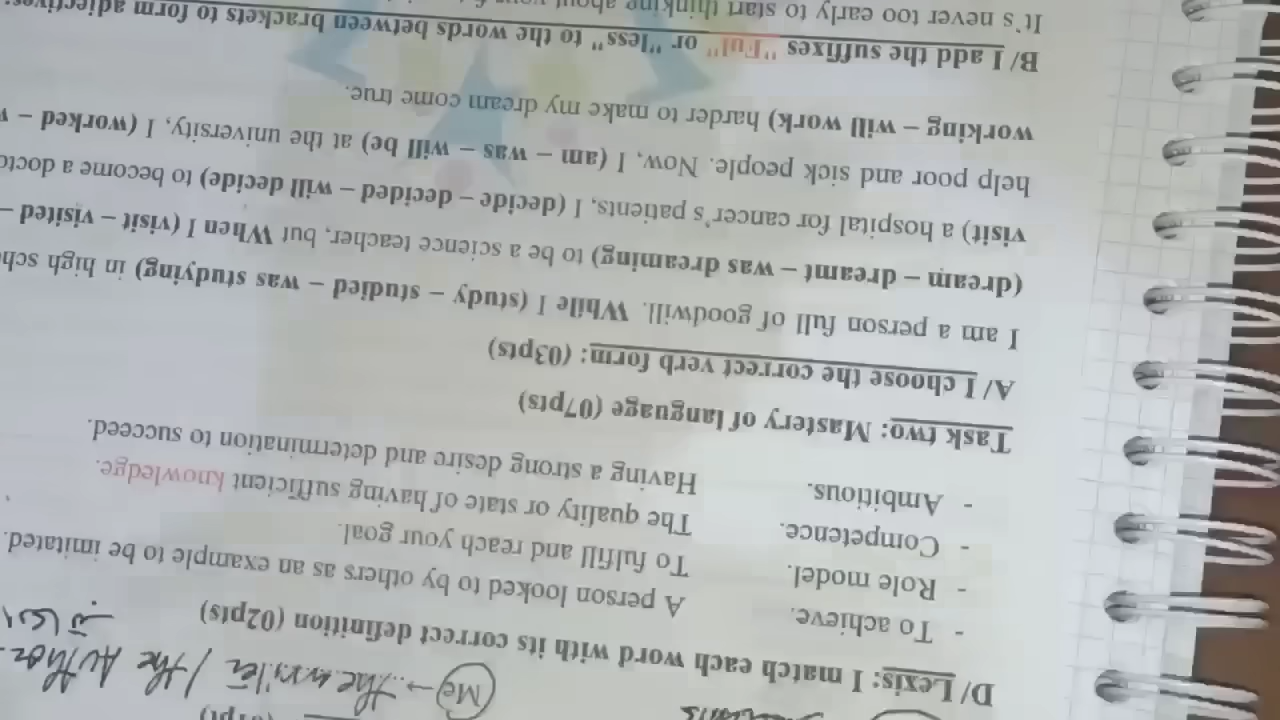 Me → the writer / the Author
D/ Lexis: I match each word with its correct definition (02pts)
- To achieve. A person looked to by others as an example to be imitated.
- Role model. To fulfill and reach your goal.
- Competence. The quality or state of having sufficient knowledge.
- Ambitious. Having a strong desire and determination to succeed.
Task two: Mastery of language (07pts)
A/ I choose the correct verb form: (03pts)
I am a person full of goodwill. While I (study – studied – was studying) in high
(dream – dreamt – was dreaming) to be a science teacher, but When I (visit – visited –
visit) a hospital for cancer's patients, I (decide – decided – will decide) to become a
help poor and sick people. Now, I (am – was – will be) at the university, I (worked –
working – will work) harder to make my dream come true.
B/ I add the suffixes "Ful" or "less" to the words between brackets to form adjectives:
It's never too early to start thinking about